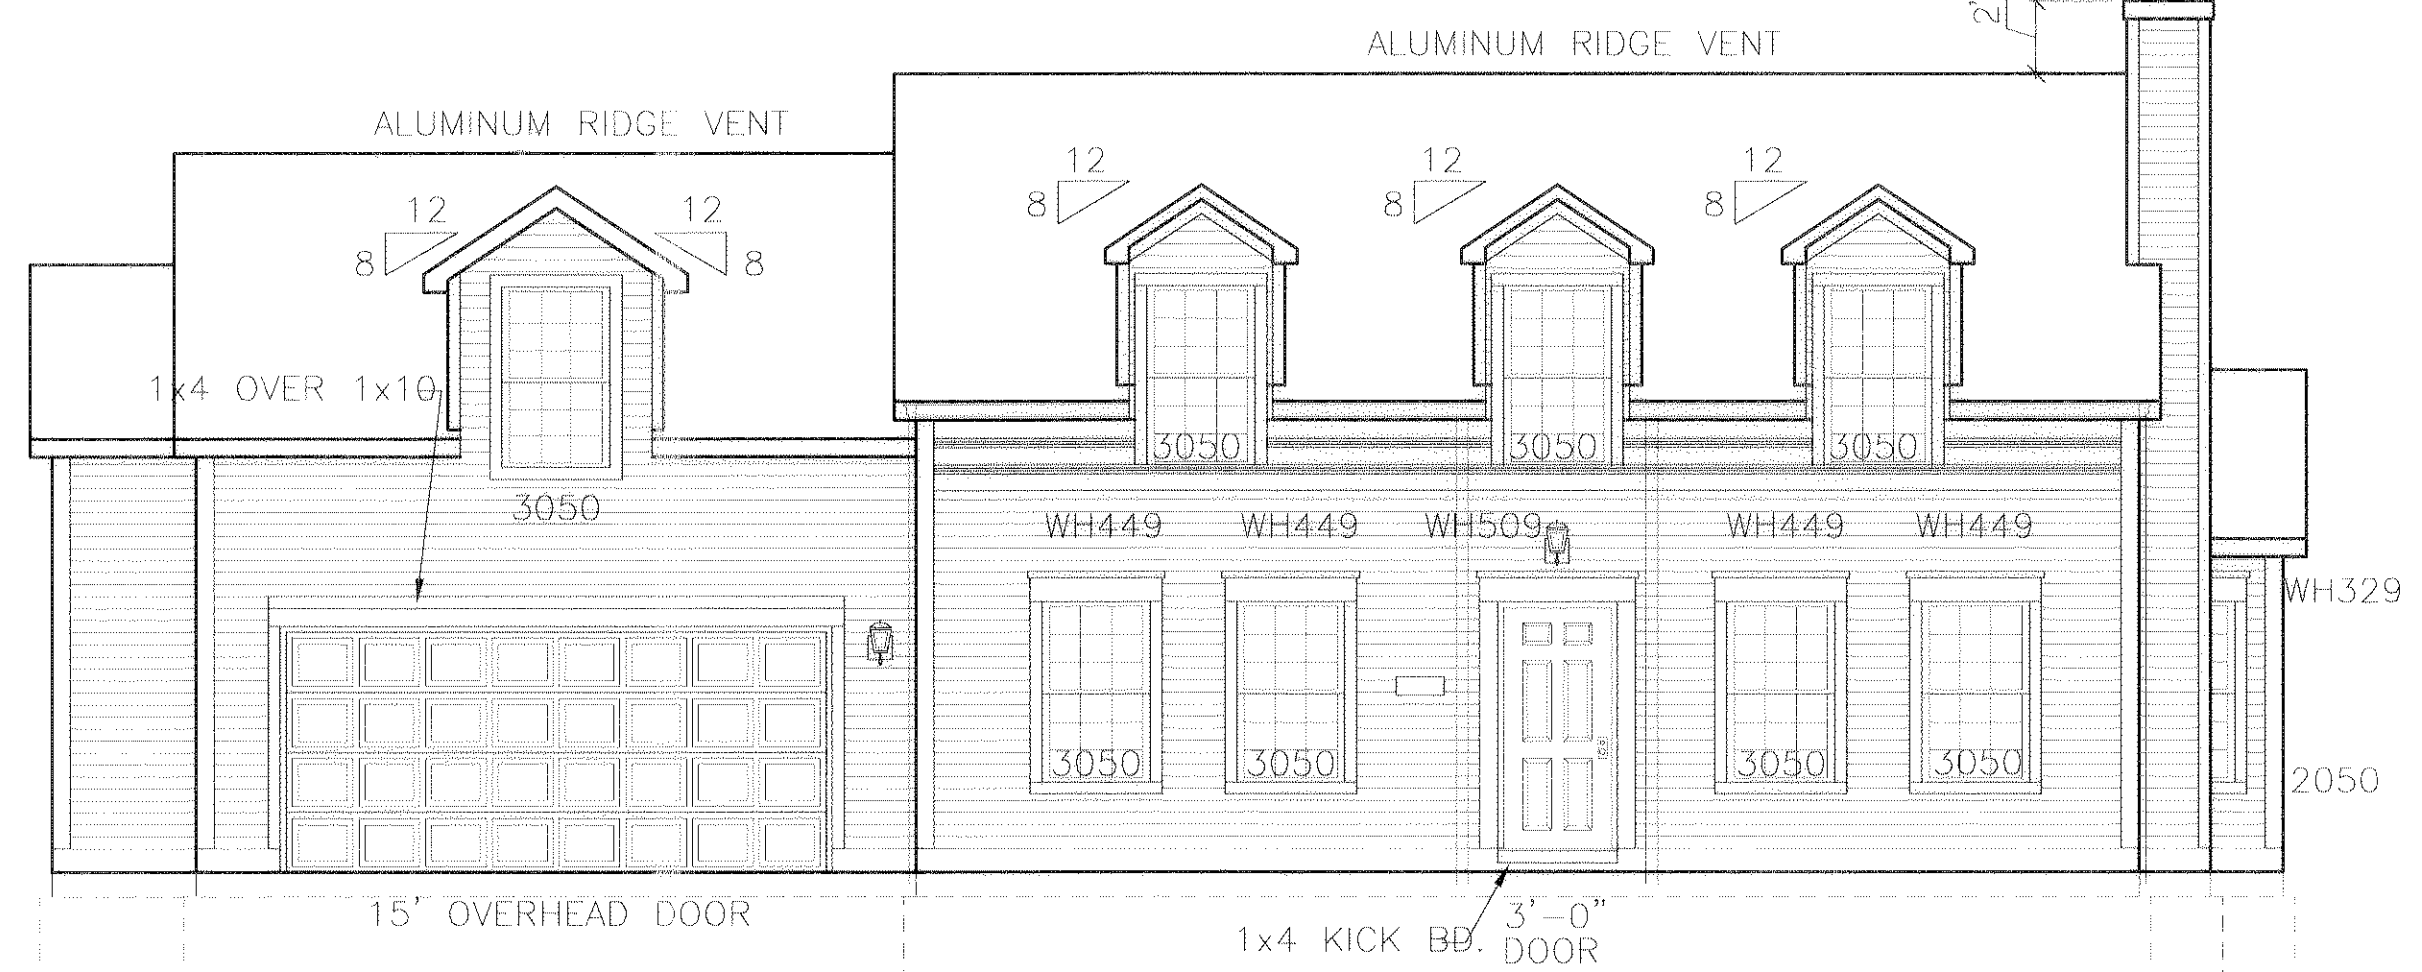 2'
ALUMINUM RIDGE VENT
ALUMINUM RIDGE VENT
12
12
12
8
8
8
12
12
8
8
1x4 OVER 1x10
3050
3050
3050
3050
WH449
WH449
WH509
WH449
WH449
WH329
3050
3050
3050
3050
2050
15' OVERHEAD DOOR
3'-0"
1x4 KICK BD.
DOOR